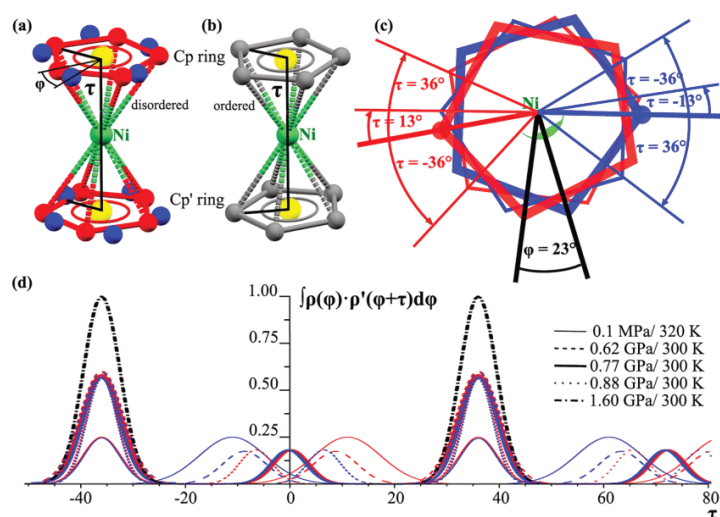 (a)
(b)
(c)
Cp ring
φ
τ
disordered
Ni
Cp' ring
τ
ordered
Ni
τ = 36°
τ = 13°
τ = -36°
Ni
τ = -36°
τ = -13°
τ = 36°
φ = 23°
(d)
∫ρ(φ)·ρ'(φ+τ)dφ
1.00
0.75
0.50
0.25
0.1 MPa/ 320 K
0.62 GPa/ 300 K
0.77 GPa/ 300 K
0.88 GPa/ 300 K
1.60 GPa/ 300 K
-40 -20 0 20 40 60 80
τ